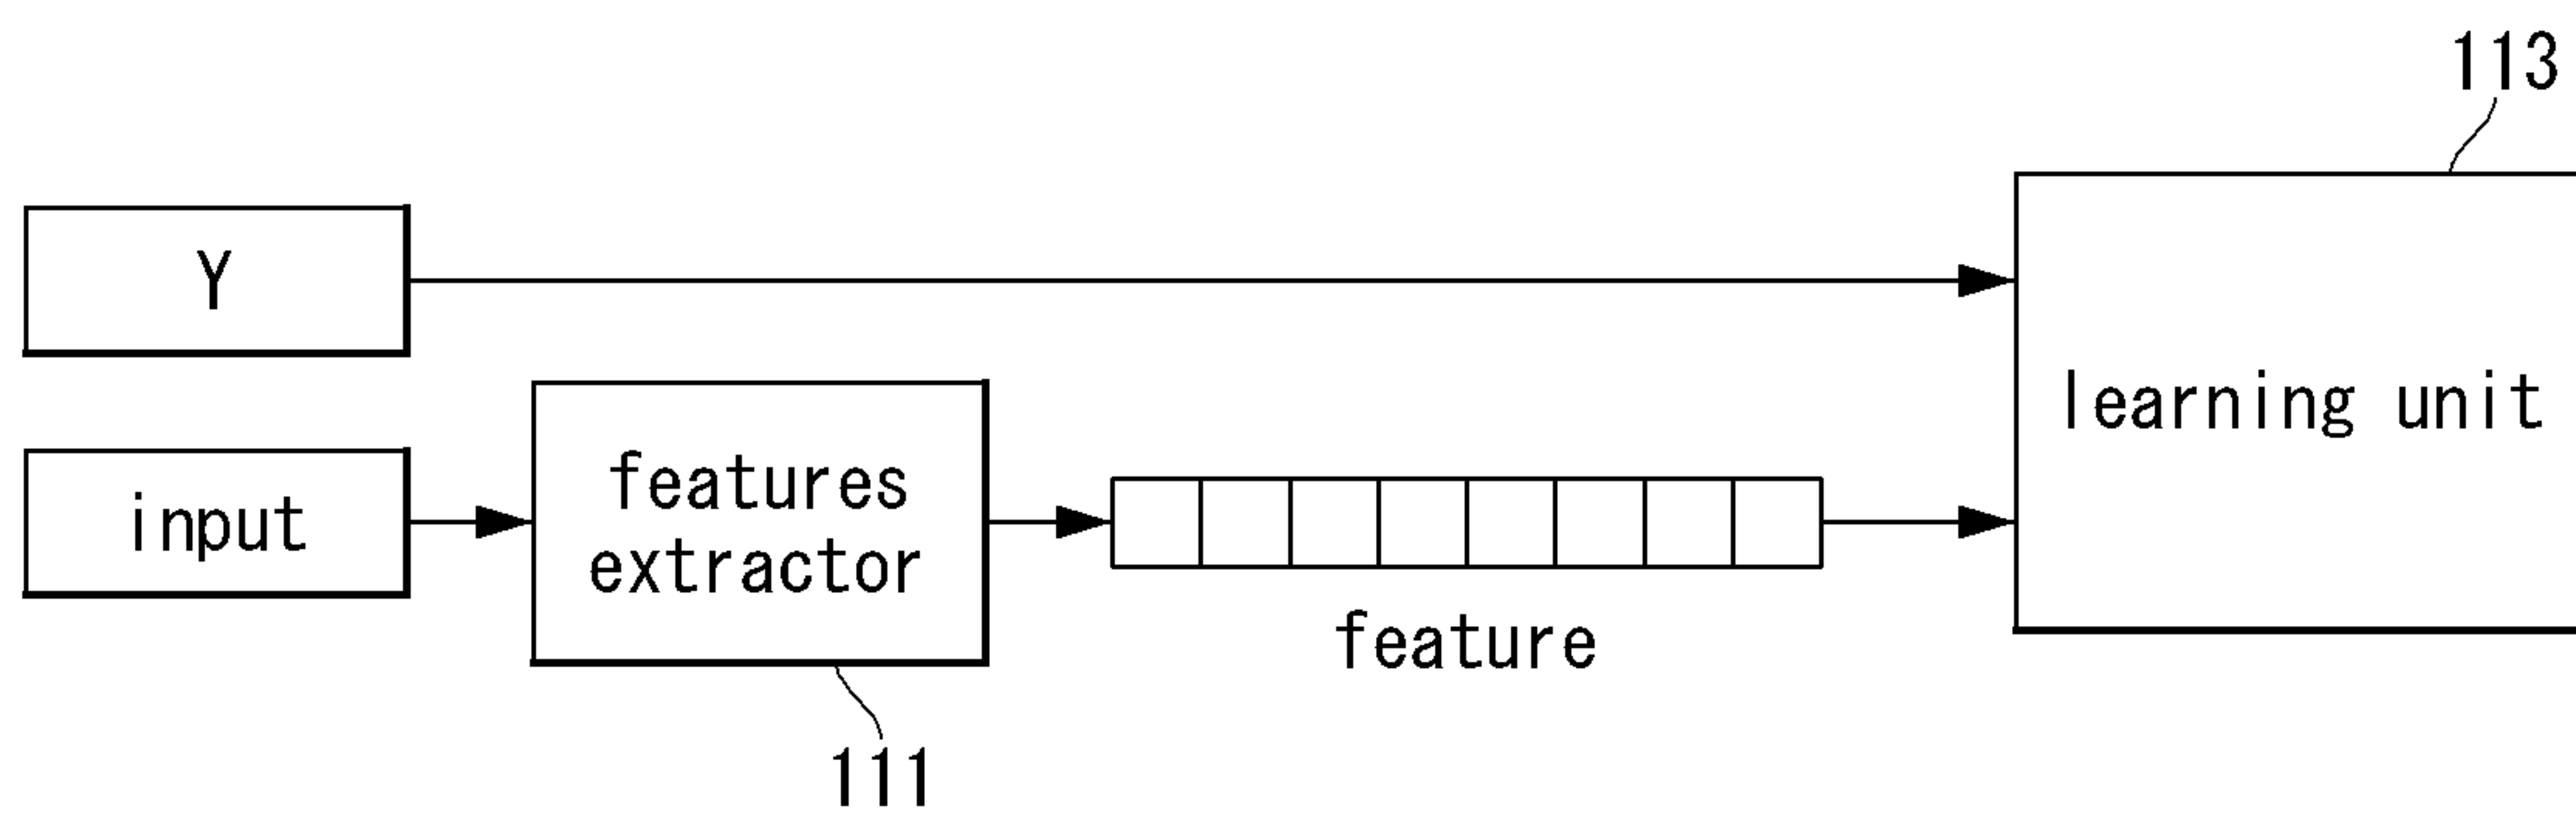 113
Y
learning unit
input
features
extractor
feature
111